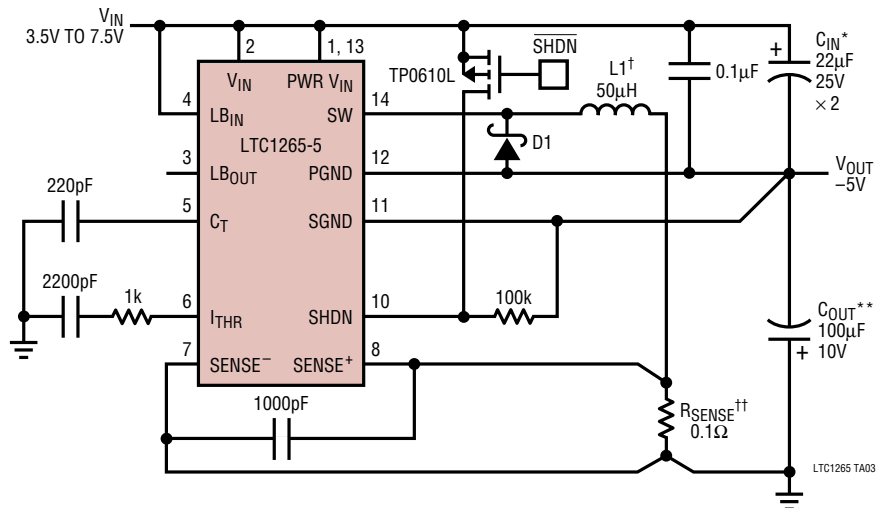 VIN
3.5V TO 7.5V
2
1, 13
VIN
PWR VIN
TP0610L
SHDN
L1†
50µH
0.1µF
+
CIN*
22µF
25V
× 2
4
LBIN
SW
14
LTC1265-5
D1
3
LBOUT
PGND
12
VOUT
–5V
220pF
5
CT
SGND
11
2200pF
1k
6
ITHR
SHDN
10
100k
COUT**
100µF
10V
+
7
SENSE–
SENSE+
8
1000pF
RSENSE††
0.1Ω
LTC1265 TA03